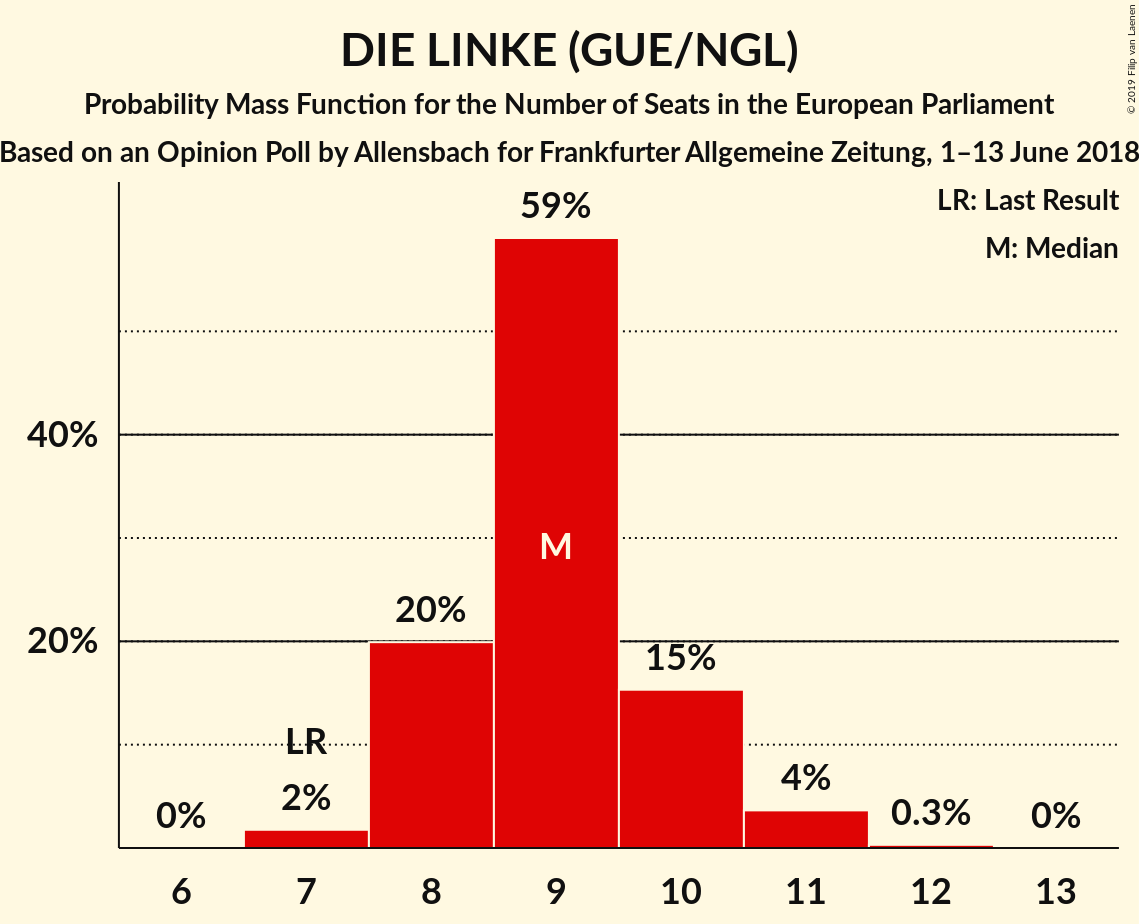 DIE LINKE (GUE/NGL)
Probability Mass Function for the Number of Seats in the European Parliament
Based on an Opinion Poll by Allensbach for Frankfurter Allgemeine Zeitung, 1–13 June 2018
© 2019 Filip van Laenen
LR: Last Result
M: Median
59%
40%
M
20%
20%
15%
LR
4%
2%
0%
0.3%
0%
6 7 8 9 10 11 12 13